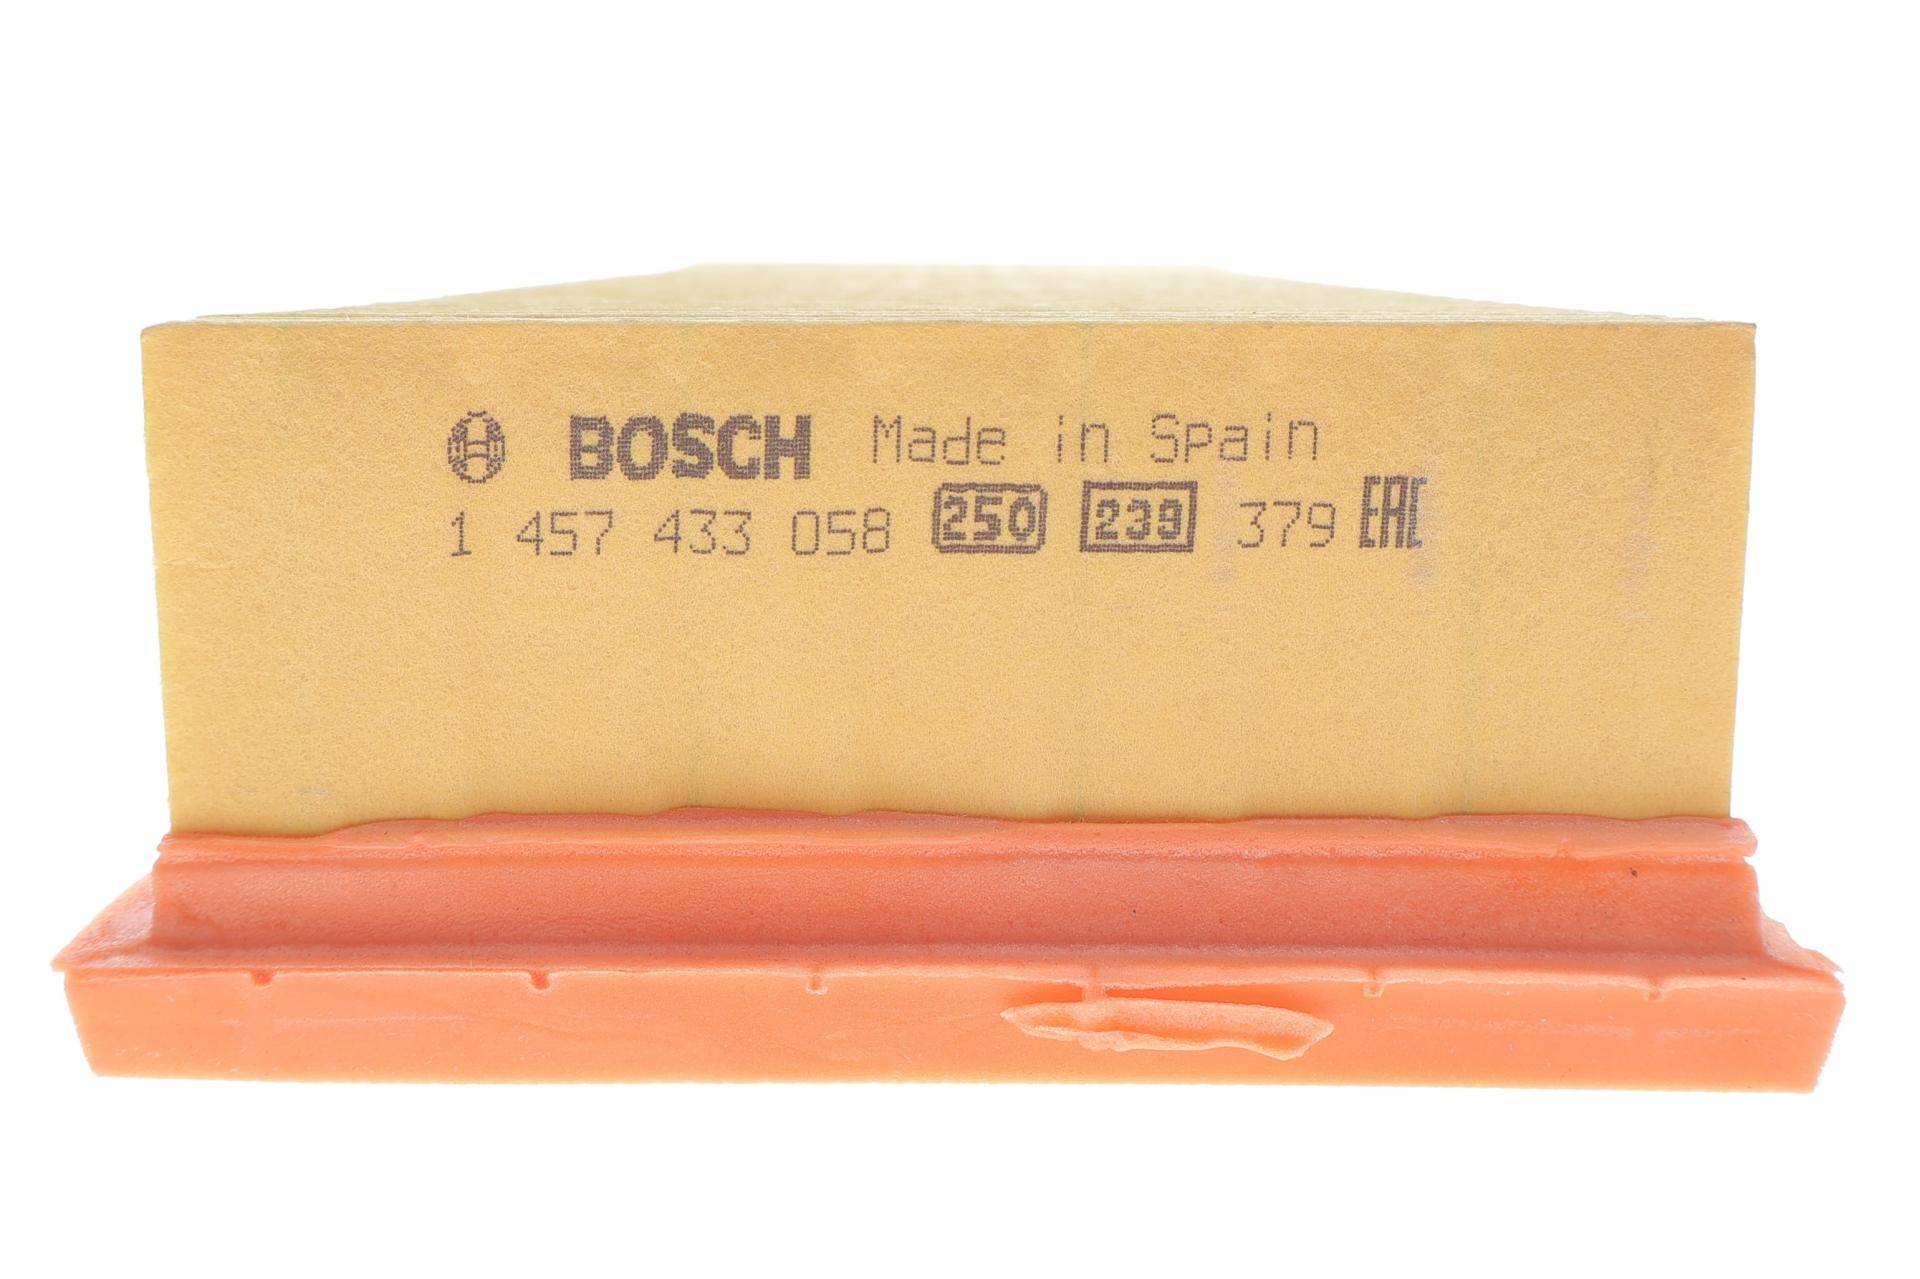 BOSCH Made in Spain
1 457 433 058 250 239 379 EAC